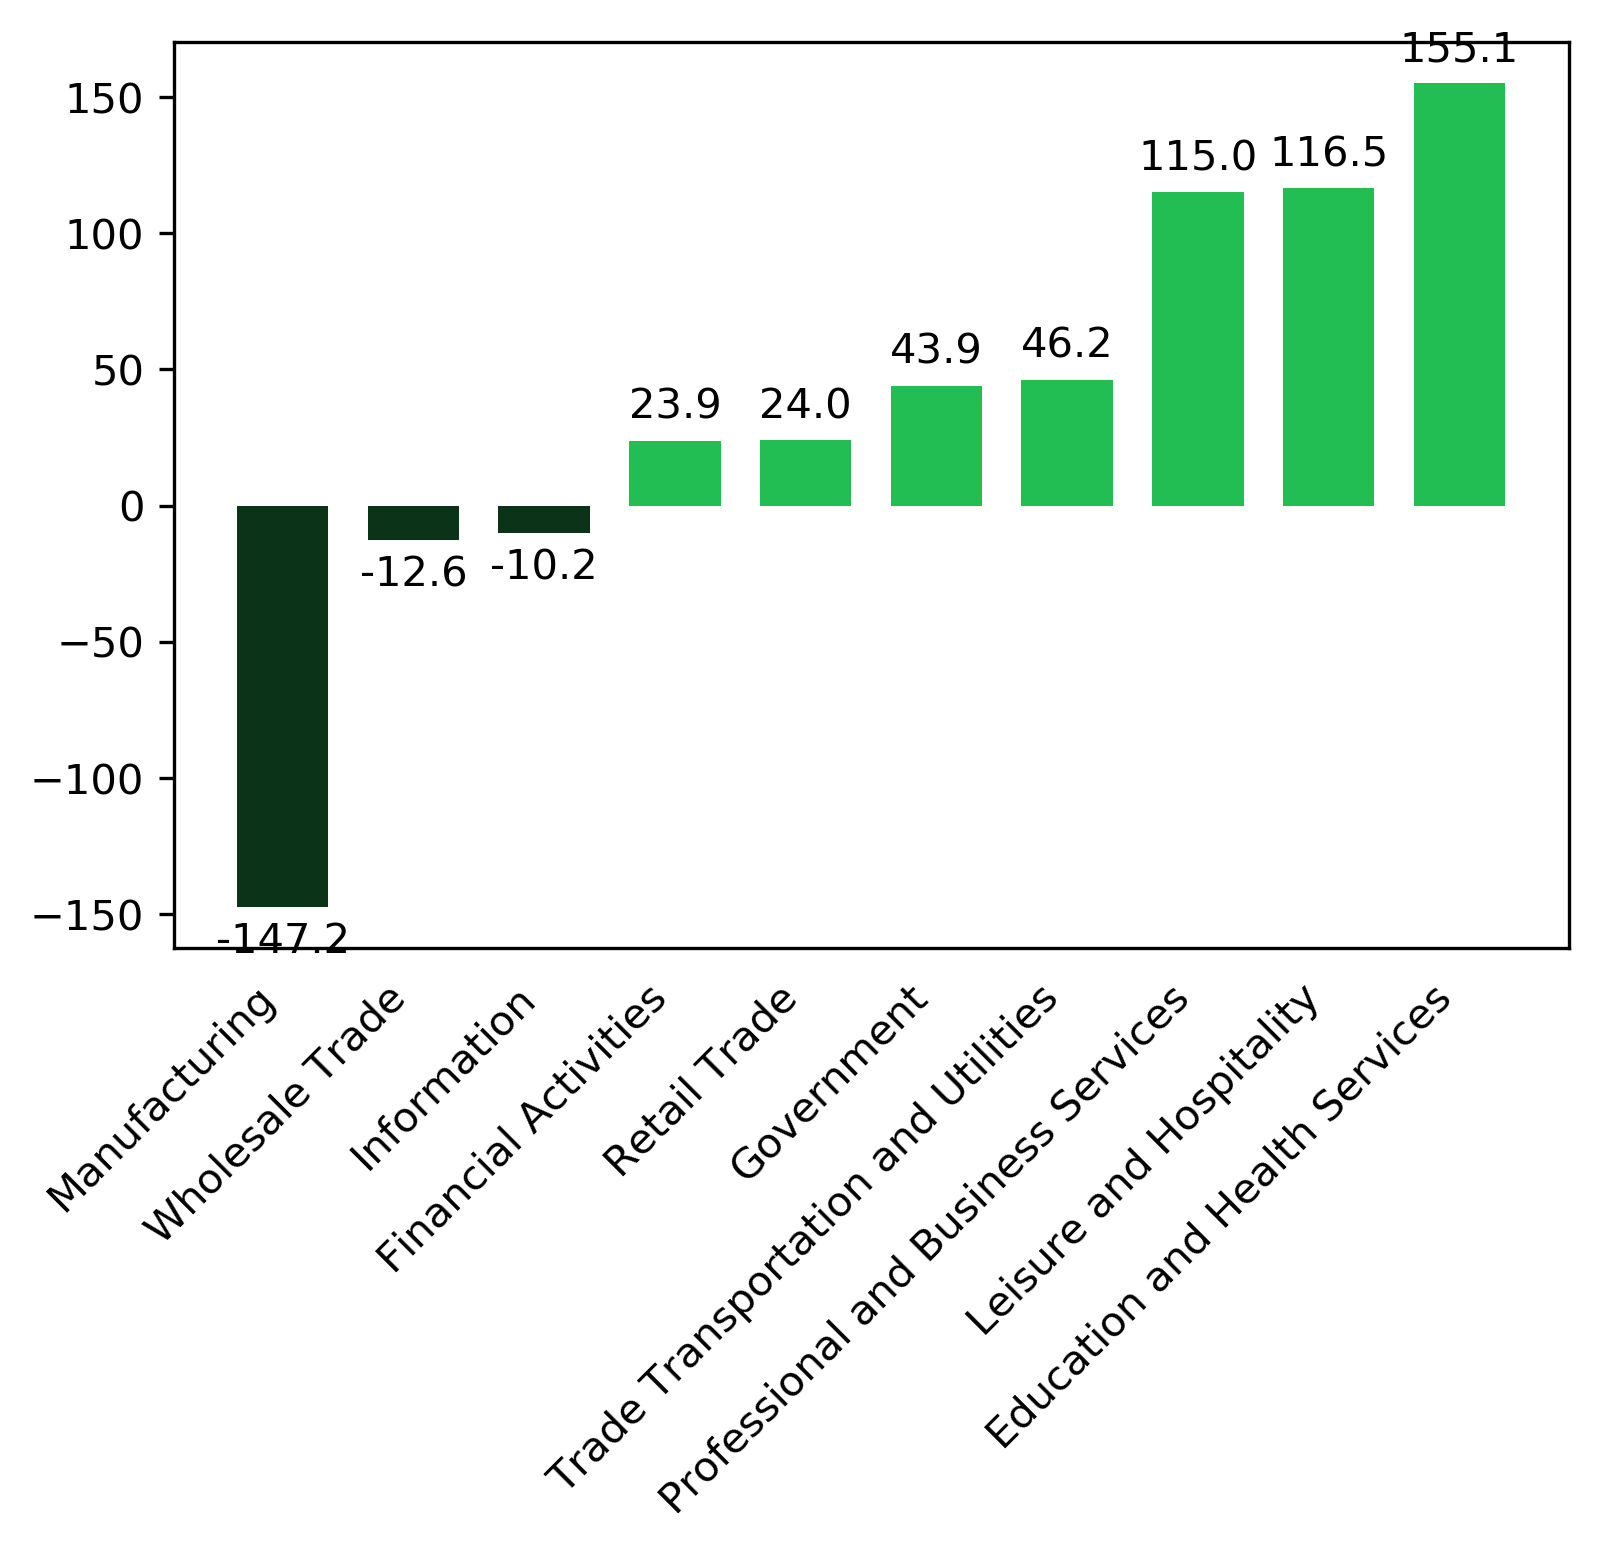 155.1
150
115.0 116.5
100
43.9 46.2
50
23.9 24.0
0
-12.6 -10.2
−50
−100
−150
-147.2
Manufacturing
Wholesale Trade
Information
Financial Activities
Retail Trade
Government
Trade Transportation and Utilities
Professional and Business Services
Leisure and Hospitality
Education and Health Services